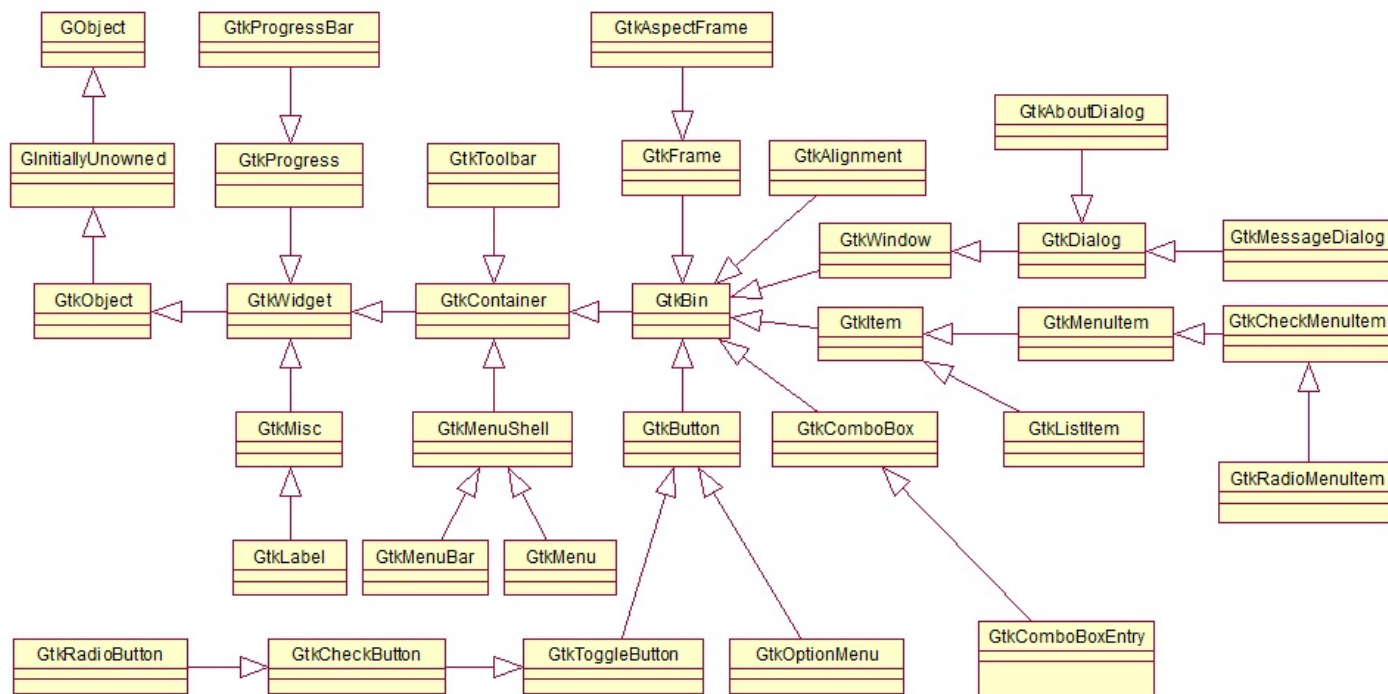 GObject
GtkProgressBar
GtkAspectFrame
GtkAboutDialog
GInitiallyUnowned
GtkProgress
GtkToolbar
GtkFrame
GtkAlignment
GtkWindow
GtkDialog
GtkMessageDialog
GtkObject
GtkWidget
GtkContainer
GtkBin
GtkItem
GtkMenuItem
GtkCheckMenuItem
GtkMisc
GtkMenuShell
GtkButton
GtkComboBox
GtkListItem
GtkRadioMenuItem
GtkLabel
GtkMenuBar
GtkMenu
GtkRadioButton
GtkCheckButton
GtkToggleButton
GtkOptionMenu
GtkComboBoxEntry